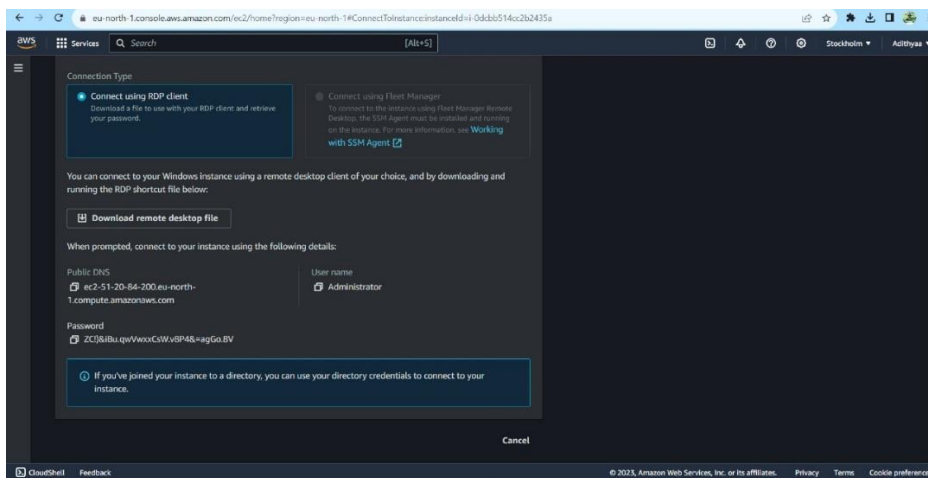 eu-north-1.console.aws.amazon.com/ec2/home?region=eu-north-1#ConnectToInstance:instanceId=i-0dcbb514cc2b2435a
aws Services Search [Alt+S] Stockholm Adithyaa
Connection Type
Connect using RDP client
Download a file to use with your RDP client and retrieve
your password.
Connect using Fleet Manager
To connect to the instance using Fleet Manager Remote
Desktop, the SSM Agent must be installed and running
on the instance. For more information, see Working
with SSM Agent
You can connect to your Windows instance using a remote desktop client of your choice, and by downloading and
running the RDP shortcut file below:
Download remote desktop file
When prompted, connect to your instance using the following details:
Public DNS
ec2-51-20-84-200.eu-north-
1.compute.amazonaws.com
User name
Administrator
Password
If you've joined your instance to a directory, you can use your directory credentials to connect to your
instance.
Cancel
CloudShell Feedback © 2023, Amazon Web Services, Inc. or its affiliates. Privacy Terms Cookie preferences